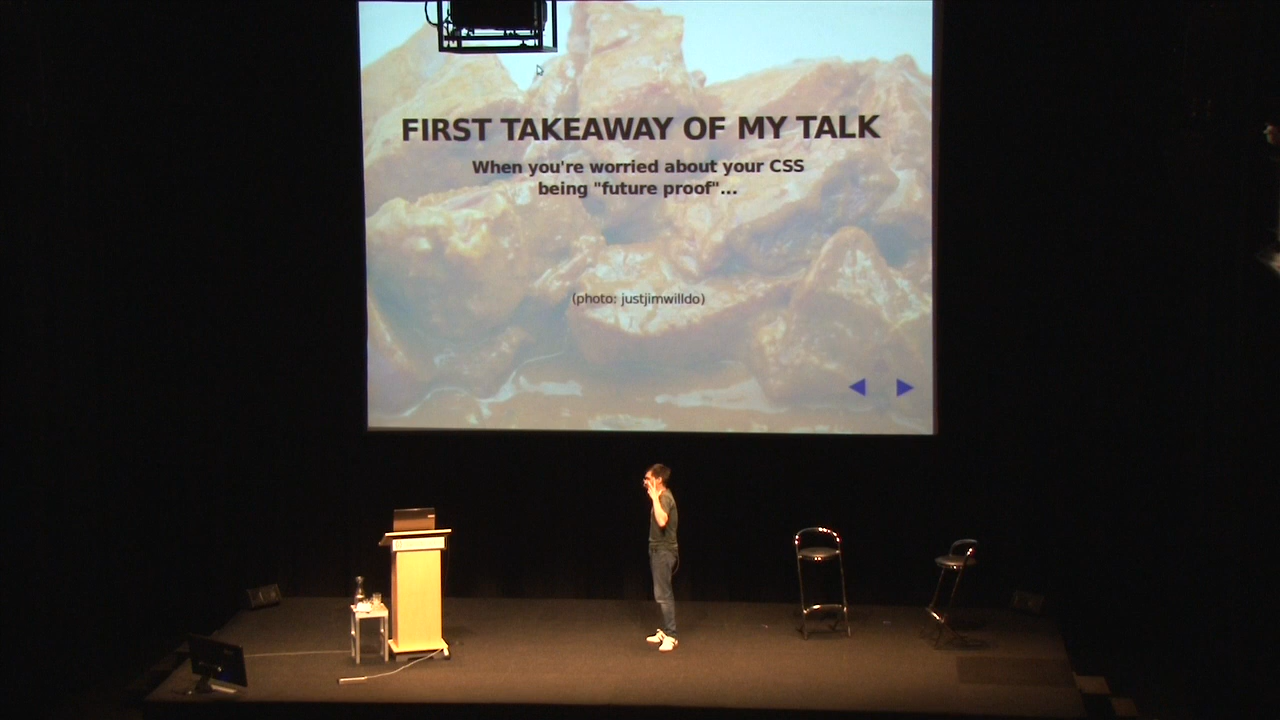 FIRST TAKEAWAY OF MY TALK
When you're worried about your CSS
being "future proof"...
(photo: justjimwilldo)